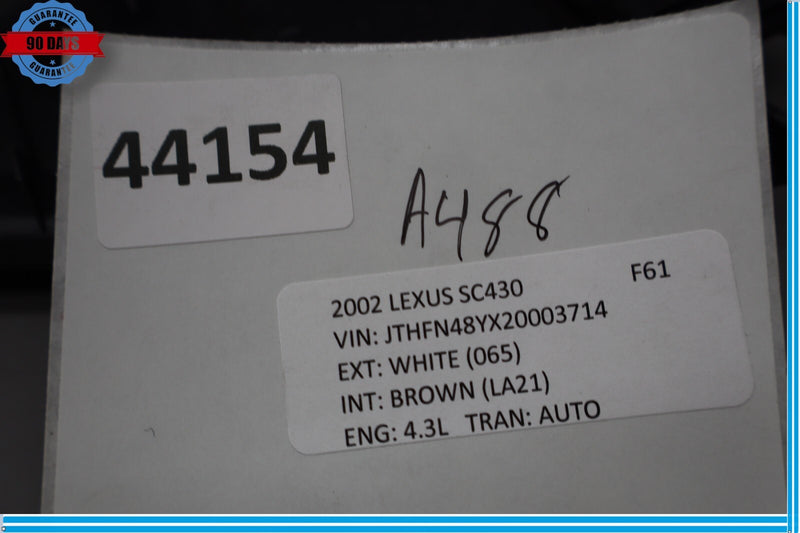 GUARANTEE
90 DAYS
GUARANTEE
44154
A488
2002 LEXUS SC430 F61
VIN: JTHFN48YX20003714
EXT: WHITE (065)
INT: BROWN (LA21)
ENG: 4.3L TRAN: AUTO